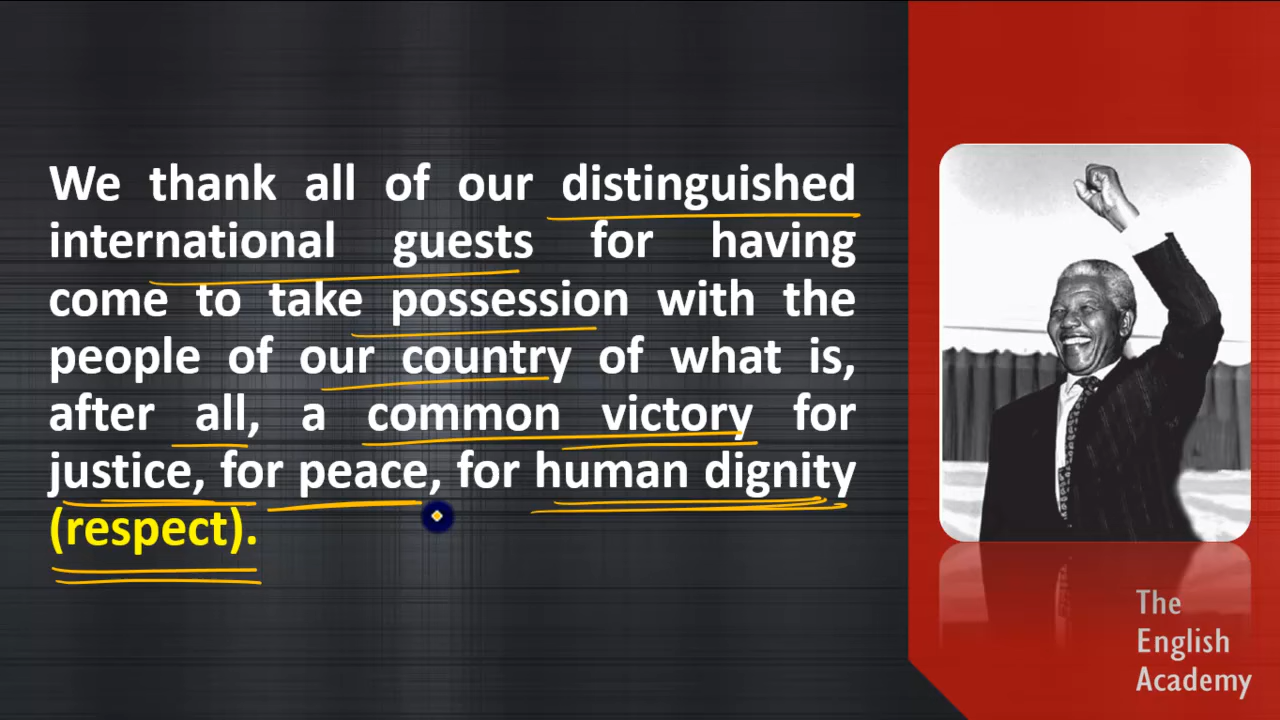 We thank all of our distinguished
international guests for having
come to take possession with the
people of our country of what is,
after all, a common victory for
justice, for peace, for human dignity
(respect).
The
English
Academy